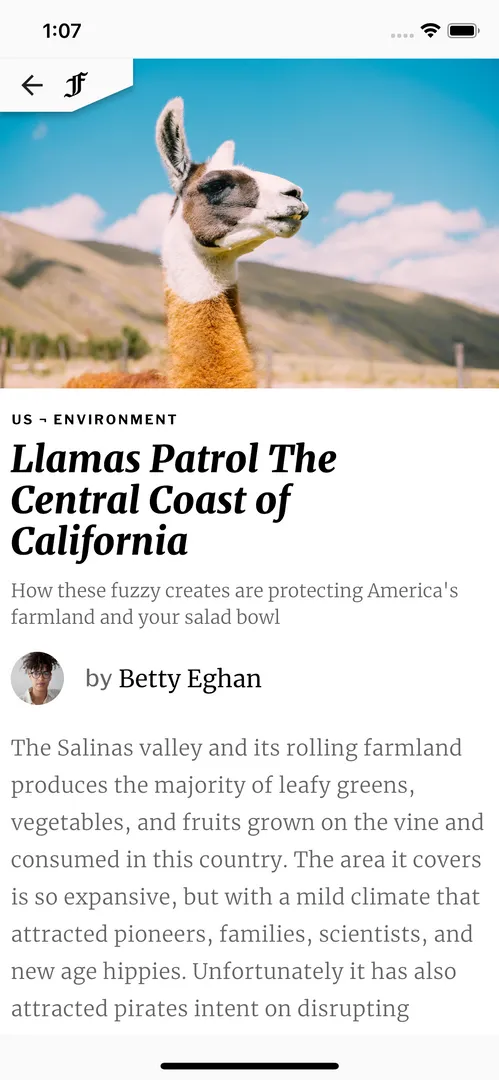 1:07
F
US ¬ ENVIRONMENT
Llamas Patrol The
Central Coast of
California
How these fuzzy creates are protecting America's
farmland and your salad bowl
by Betty Eghan
The Salinas valley and its rolling farmland
produces the majority of leafy greens,
vegetables, and fruits grown on the vine and
consumed in this country. The area it covers
is so expansive, but with a mild climate that
attracted pioneers, families, scientists, and
new age hippies. Unfortunately it has also
attracted pirates intent on disrupting